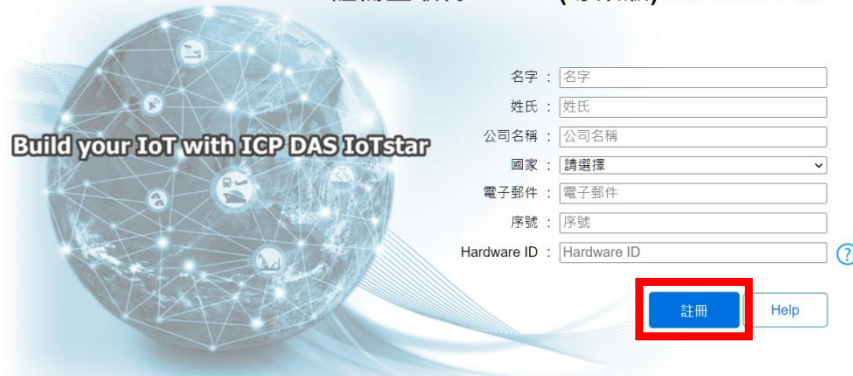 名字 : 名字
姓氏 : 姓氏
Build your IoT with ICP DAS IoTstar
公司名稱 : 公司名稱
國家 : 請選擇
電子郵件 : 電子郵件
序號 : 序號
Hardware ID : Hardware ID ?
註冊 Help